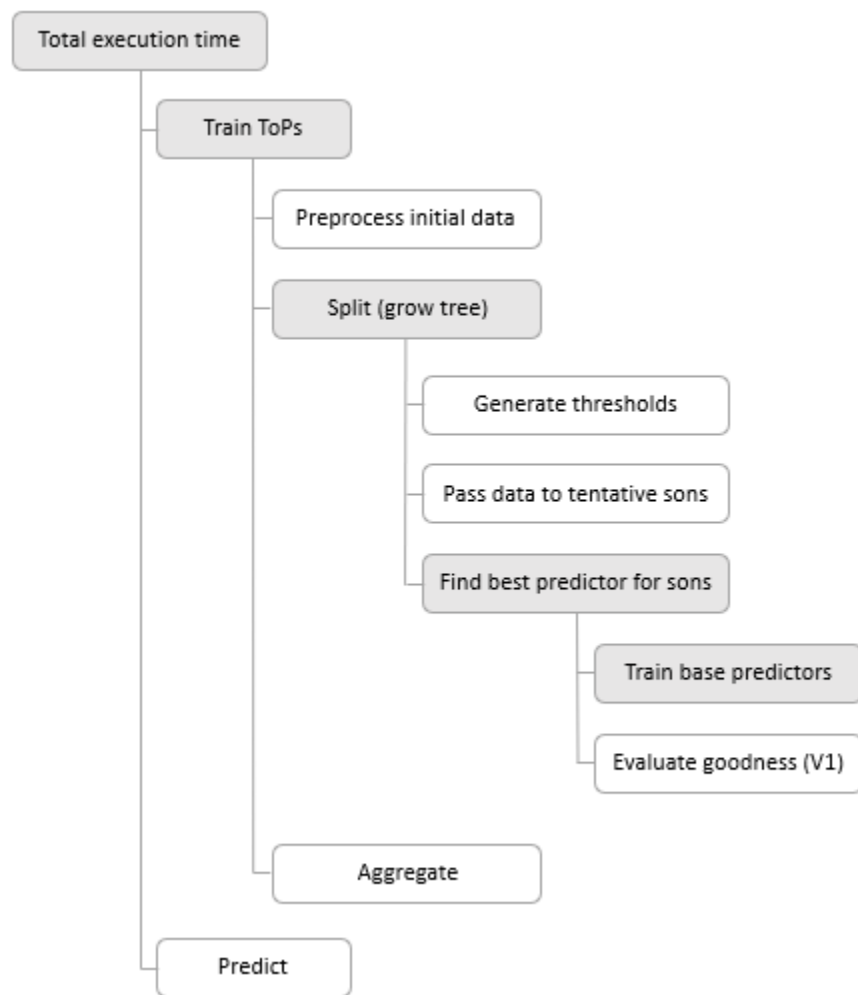 Total execution time
Train ToPs
Preprocess initial data
Split (grow tree)
Generate thresholds
Pass data to tentative sons
Find best predictor for sons
Train base predictors
Evaluate goodness (V1)
Aggregate
Predict